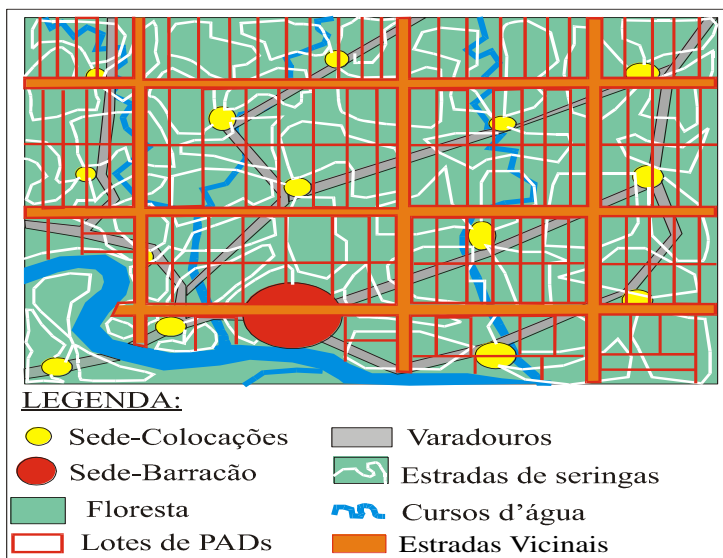 LEGENDA:
Sede-Colocações
Varadouros
Sede-Barracão
Estradas de seringas
Floresta
Cursos d'água
Lotes de PADs
Estradas Vicinais